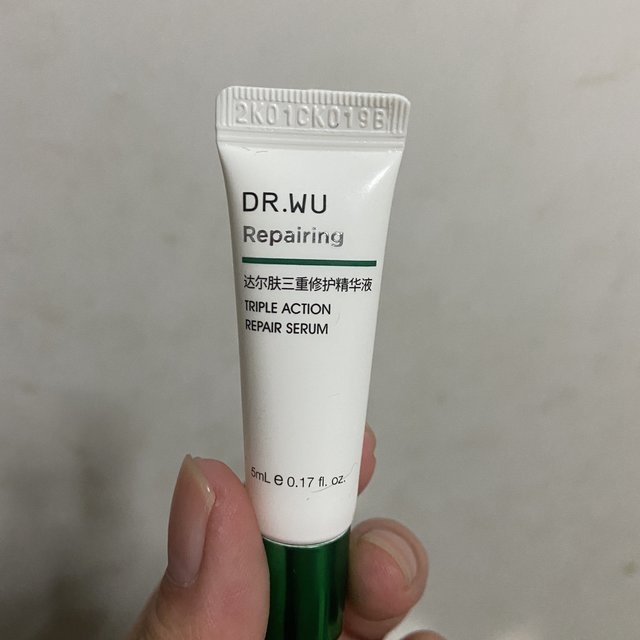 2K01CK019B
DR.WU
Repairing
达尔肤三重修护精华液
TRIPLE ACTION
REPAIR SERUM
5mL e 0.17 fl. oz.